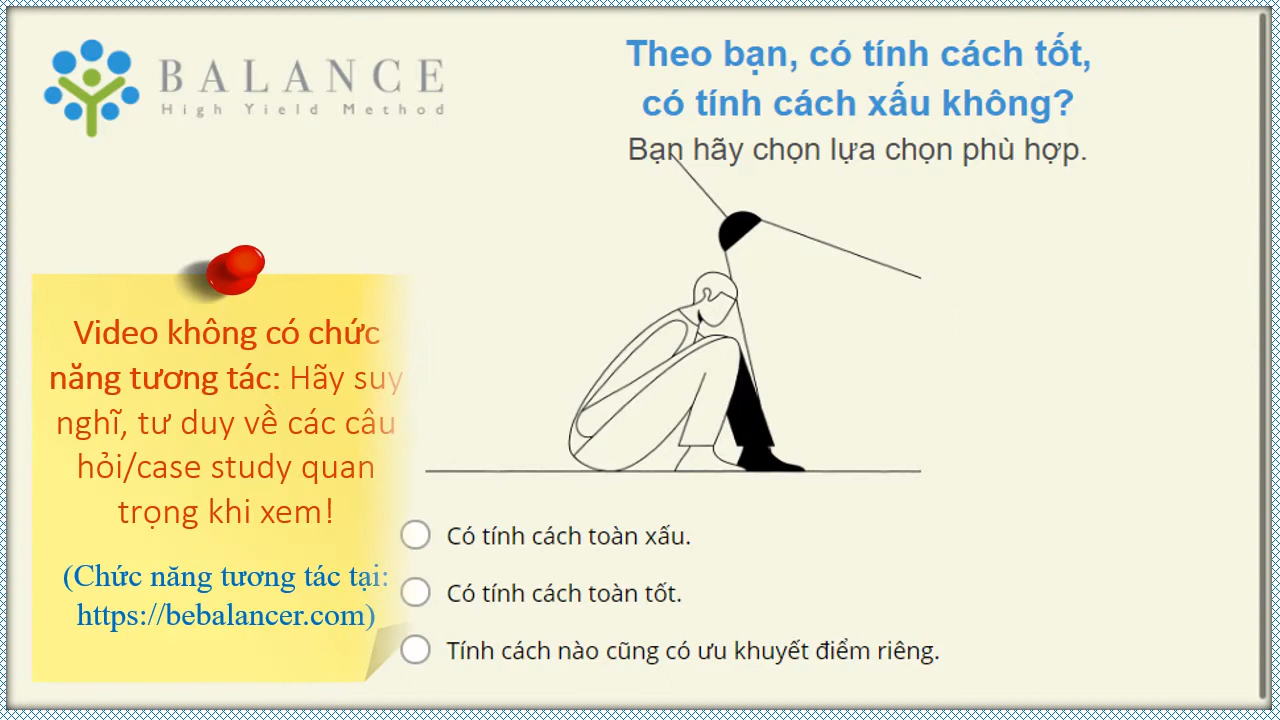 BALANCE
High Yield Method
Theo bạn, có tính cách tốt,
có tính cách xấu không?
Bạn hãy chọn lựa chọn phù hợp.
Video không có chức
năng tương tác: Hãy suy
nghĩ, tư duy về các câu
hỏi/case study quan
trọng khi xem!
(Chức năng tương tác tại:
https://bebalancer.com)
Có tính cách toàn xấu.
Có tính cách toàn tốt.
Tính cách nào cũng có ưu khuyết điểm riêng.